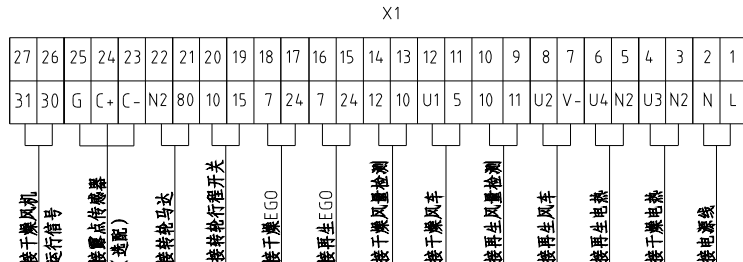 X1
27 26 25 24 23 22 21 20 19 18 17 16 15 14 13 12 11 10 9 8 7 6 5 4 3 2 1
31 30 G C+ C- N2 80 10 15 7 24 7 24 12 10 U1 5 10 11 U2 V- U4 N2 U3 N2 N L
接干燥风机
运行信号
接露点传感器
选配)
接转轮马达
接转轮行程开关
接干燥EGO
接再生EGO
接干燥风量检测
接干燥风车
接再生风量检测
接再生风车
接再生电热
接干燥电热
接电源线